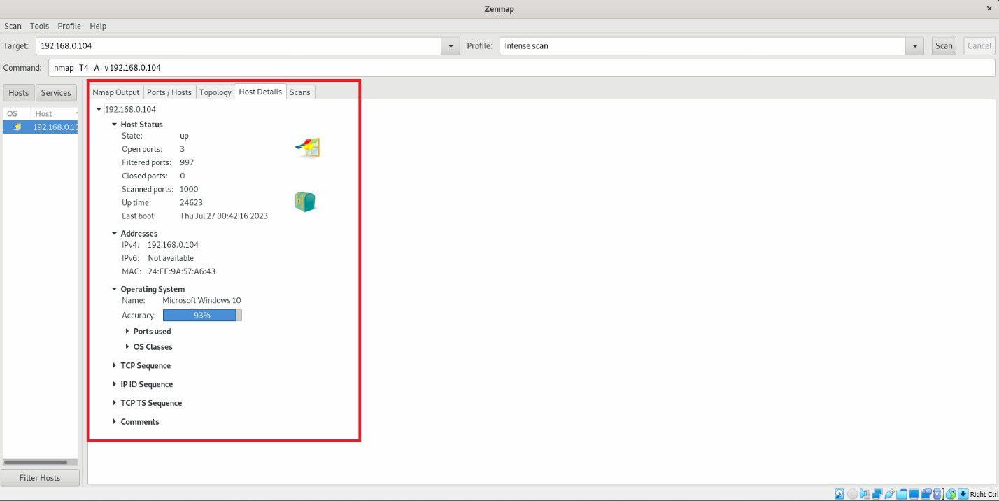 Zenmap
Scan Tools Profile Help
Target: 192.168.0.104 Profile: Intense scan Scan Cancel
Command: nmap -T4 -A -v 192.168.0.104
Hosts Services
OS Host
192.168.0.10
Nmap Output Ports / Hosts Topology Host Details Scans
192.168.0.104
Host Status
State: up
Open ports: 3
Filtered ports: 997
Closed ports: 0
Scanned ports: 1000
Up time: 24623
Last boot: Thu Jul 27 00:42:16 2023
Addresses
IPv4: 192.168.0.104
IPv6: Not available
MAC: 24:EE:9A:57:A6:43
Operating System
Name: Microsoft Windows 10
Accuracy: 93%
Ports used
OS Classes
TCP Sequence
IP ID Sequence
TCP TS Sequence
Comments
Filter Hosts
Right Ctrl